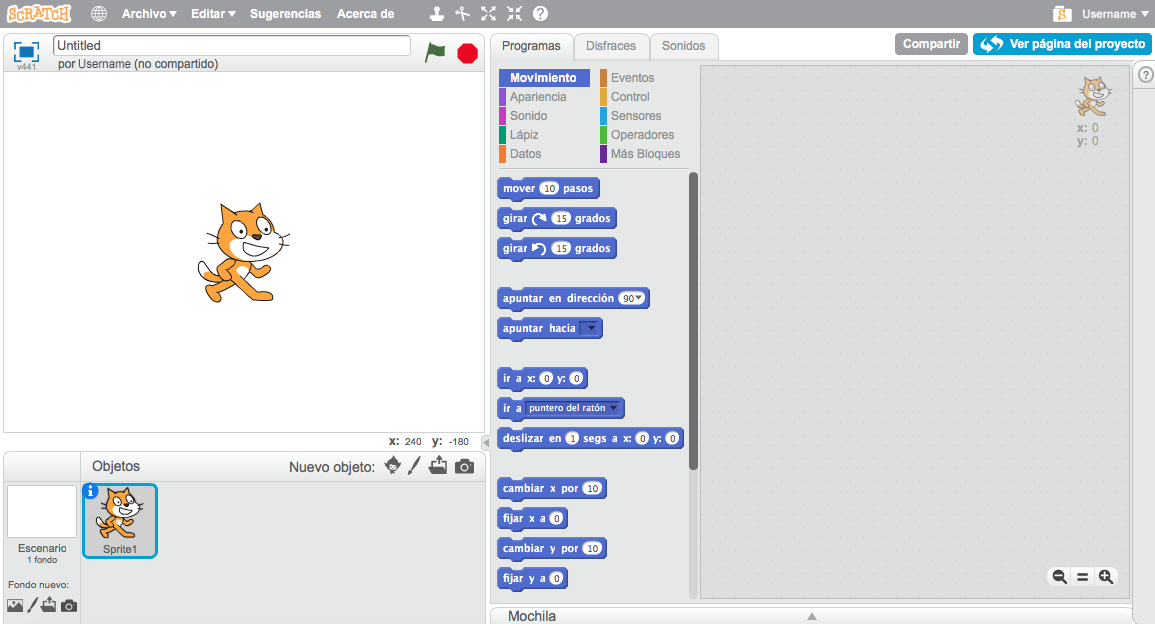 SCRATCH Archivo Editar Sugerencias Acerca de ? S Username
v441 Untitled
por Username (no compartido)
Programas Disfraces Sonidos Compartir Ver página del proyecto
?
Movimiento Eventos
Apariencia Control
Sonido Sensores
Lápiz Operadores
Datos Más Bloques
x: 0
y: 0
mover 10 pasos
girar 15 grados
girar 15 grados
apuntar en dirección 90
apuntar hacia
ir a x: 0 y: 0
ir a puntero del ratón
deslizar en 1 segs a x: 0 y: 0
cambiar x por 10
fijar x a 0
cambiar y por 10
fijar y a 0
x: 240 y: -180
Objetos Nuevo objeto:
i
Sprite1
Escenario
1 fondo
Fondo nuevo:
Mochila